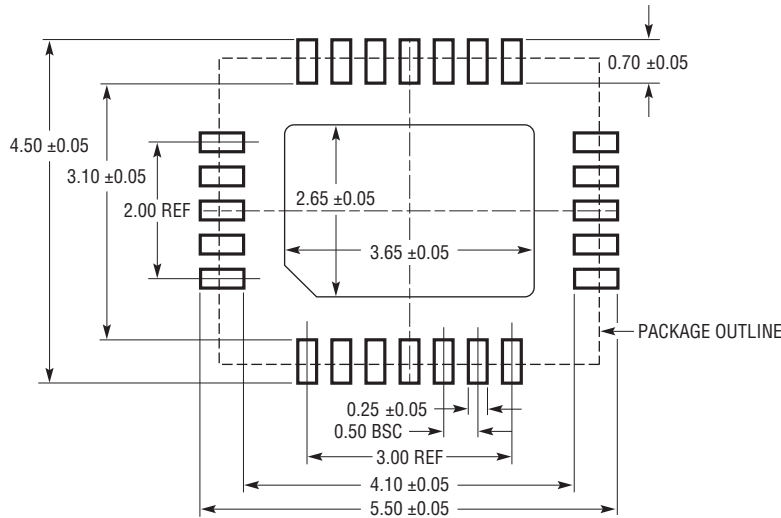 0.70 ±0.05
4.50 ±0.05
3.10 ±0.05
2.00 REF
2.65 ±0.05
3.65 ±0.05
PACKAGE OUTLINE
0.25 ±0.05
0.50 BSC
3.00 REF
4.10 ±0.05
5.50 ±0.05